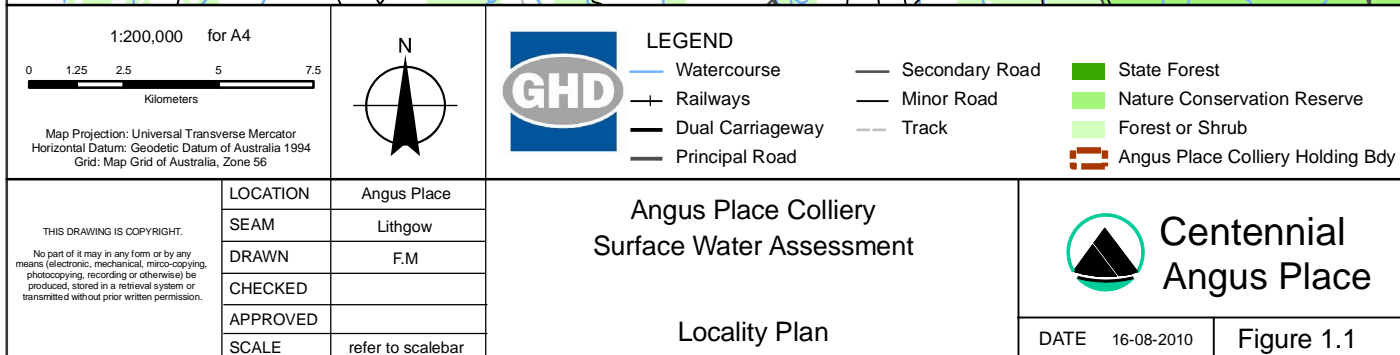 1:200,000 for A4
0 1.25 2.5 5 7.5
Kilometers
Map Projection: Universal Transverse Mercator
Horizontal Datum: Geodetic Datum of Australia 1994
Grid: Map Grid of Australia, Zone 56
N
GHD
LEGEND
Watercourse
Railways
Dual Carriageway
Principal Road
Secondary Road
Minor Road
Track
State Forest
Nature Conservation Reserve
Forest or Shrub
Angus Place Colliery Holding Bdy
THIS DRAWING IS COPYRIGHT.
No part of it may in any form or by any
means (electronic, mechanical, mirco-copying,
photocopying, recording or otherwise) be
produced, stored in a retrieval system or
transmitted without prior written permission.
LOCATION Angus Place
SEAM Lithgow
DRAWN F.M
CHECKED
APPROVED
SCALE refer to scalebar
Angus Place Colliery
Surface Water Assessment
Locality Plan
Centennial
Angus Place
DATE 16-08-2010
Figure 1.1